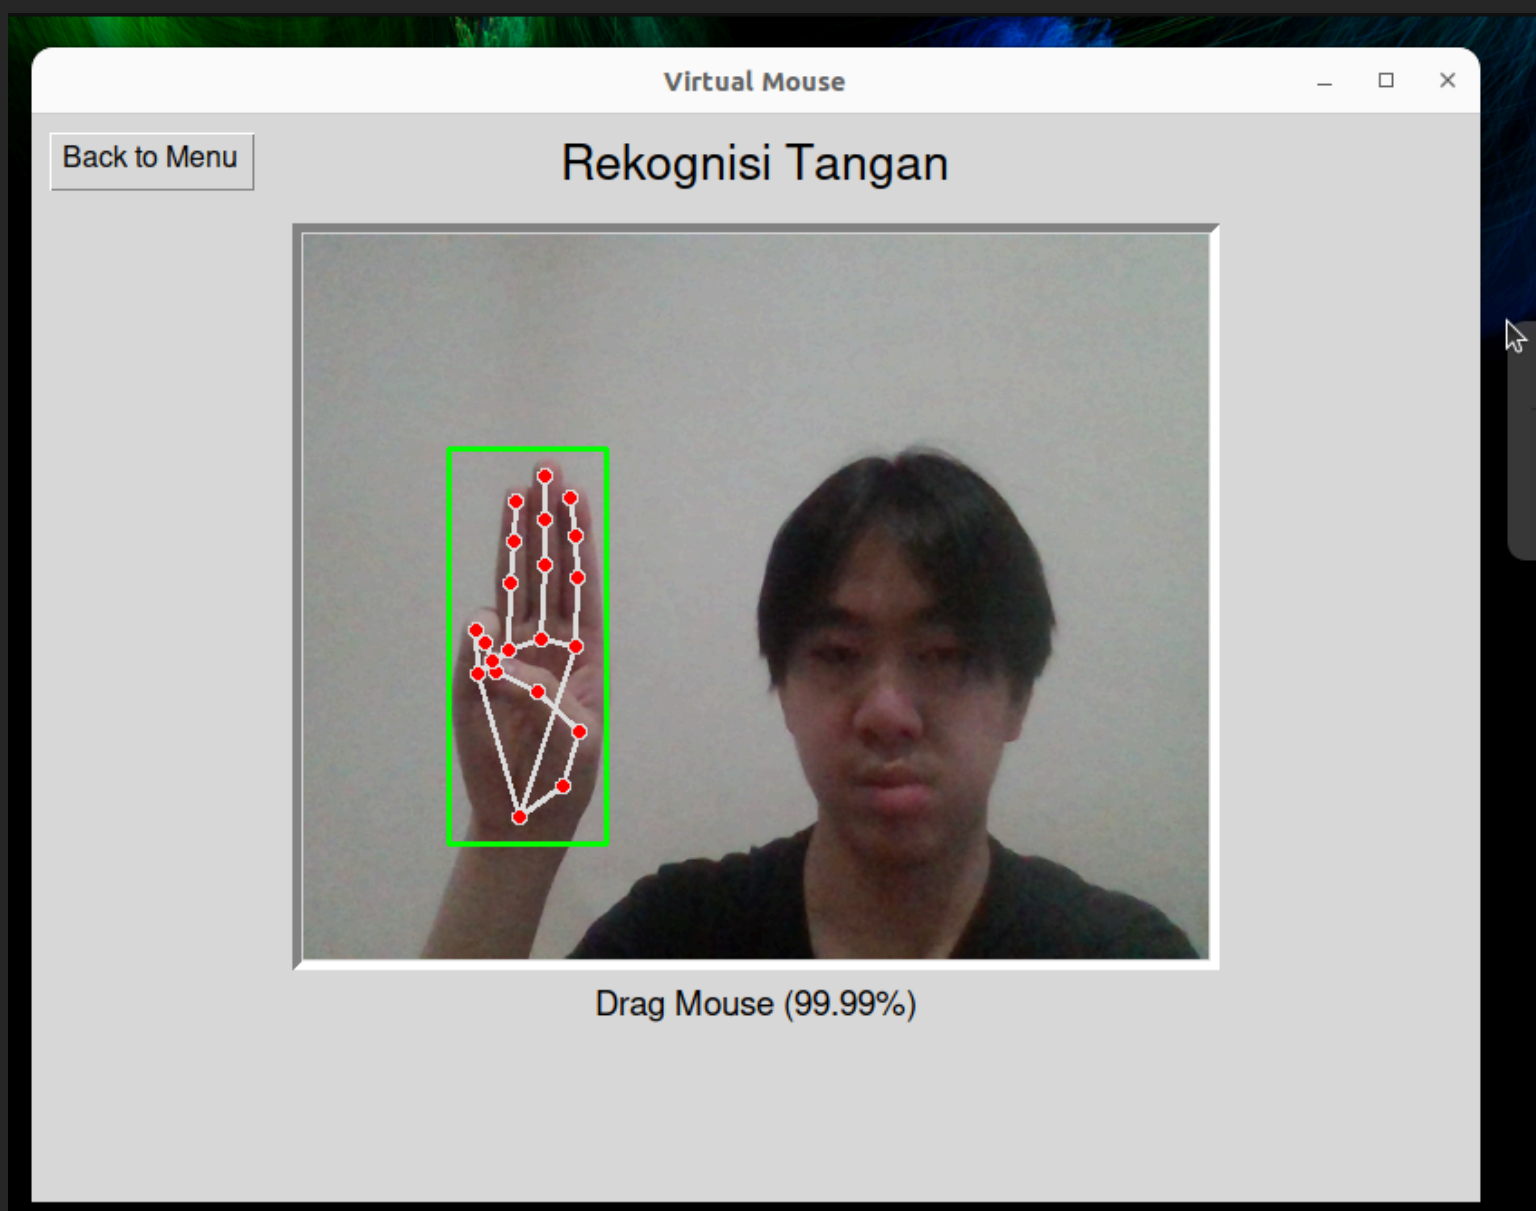 Virtual Mouse
Back to Menu
Rekognisi Tangan
Drag Mouse (99.99%)